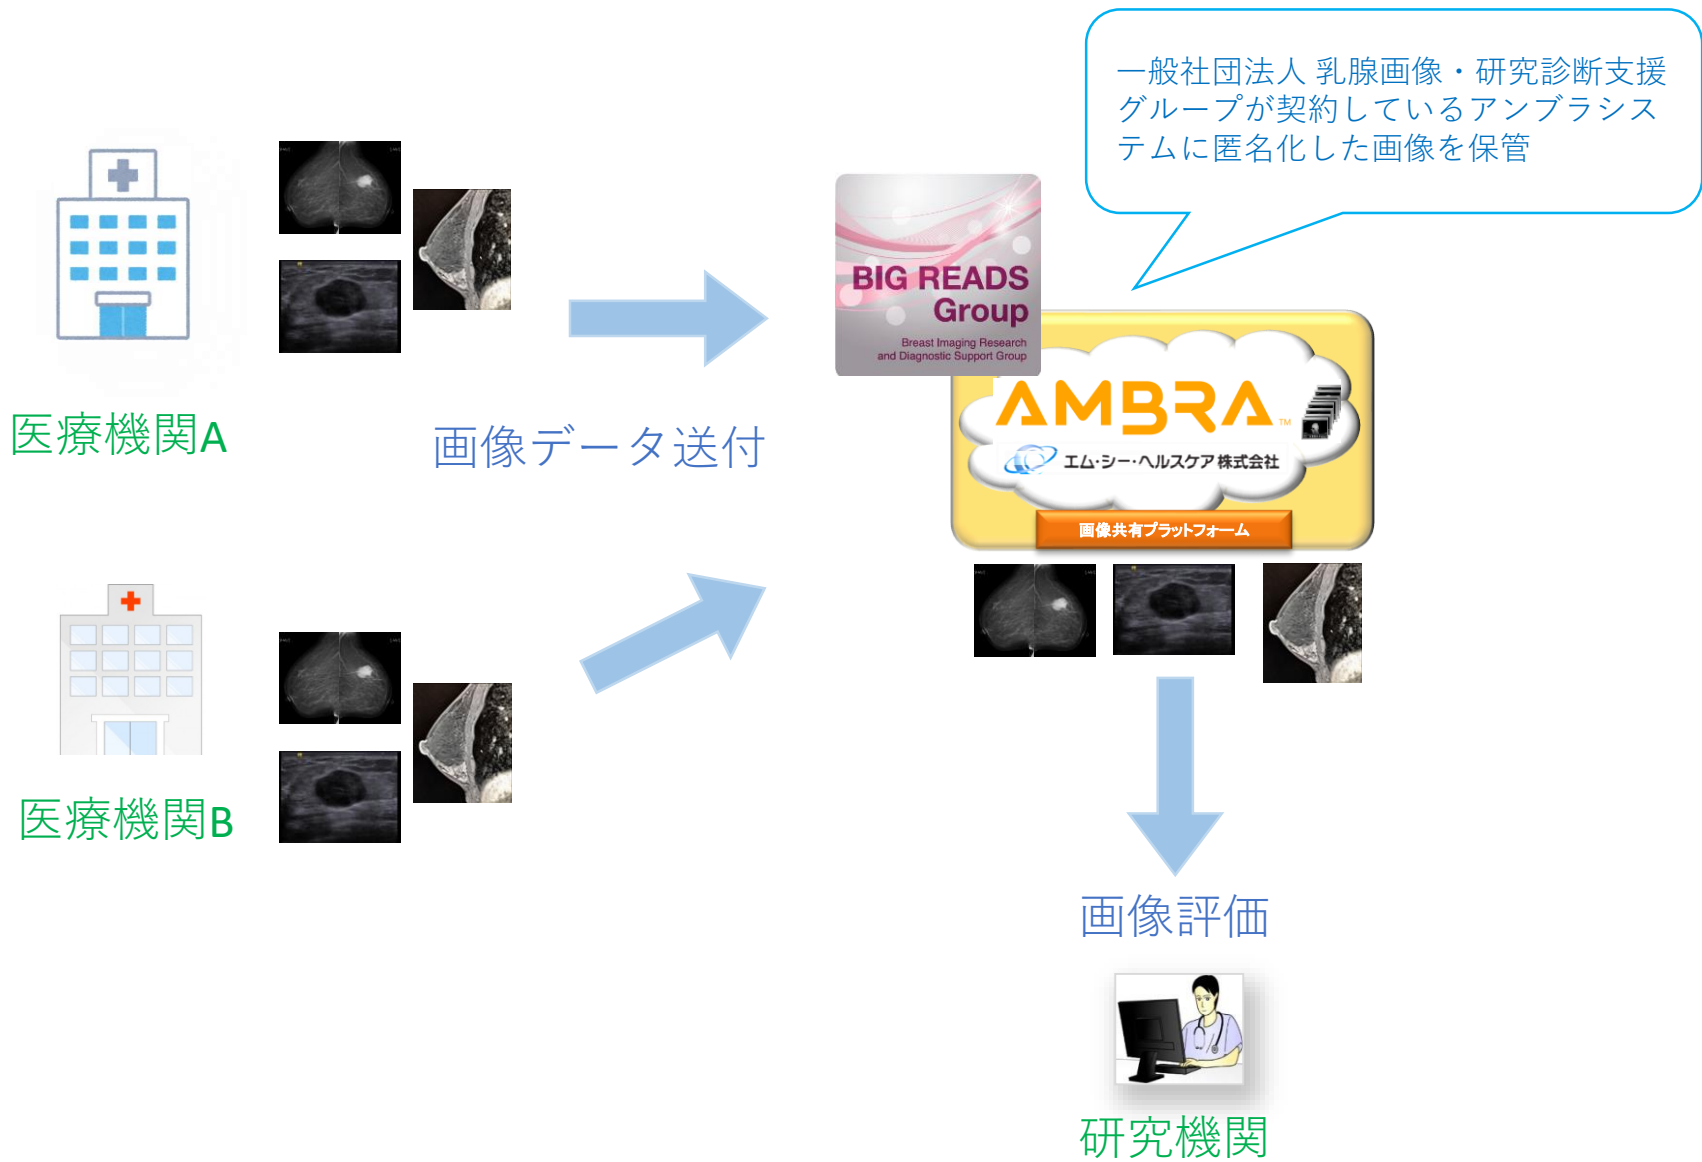 一般社団法人 乳腺画像・研究診断支援
グループが契約しているアンブラシス
テムに匿名化した画像を保管
BIG READS
Group
Breast Imaging Research
and Diagnostic Support Group
AMBRA™
エム・シー・ヘルスケア株式会社
画像共有プラットフォーム
医療機関A
画像データ送付
医療機関B
画像評価
研究機関